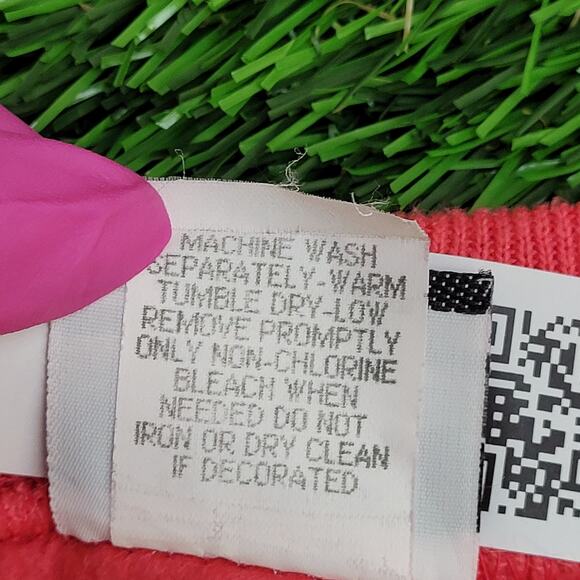 MACHINE WASH
SEPARATELY-WARM
TUMBLE DRY-LOW
REMOVE PROMPTLY
ONLY NON-CHLORINE
BLEACH WHEN
NEEDED DO NOT
IRON OR DRY CLEAN
IF DECORATED